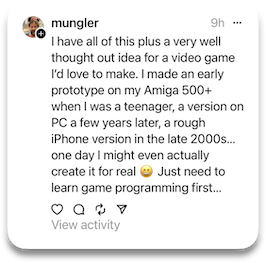 mungler 9h ...
I have all of this plus a very well
thought out idea for a video game
I'd love to make. I made an early
prototype on my Amiga 500+
when I was a teenager, a version on
PC a few years later, a rough
iPhone version in the late 2000s...
one day I might even actually
create it for real 😀 Just need to
learn game programming first...
View activity